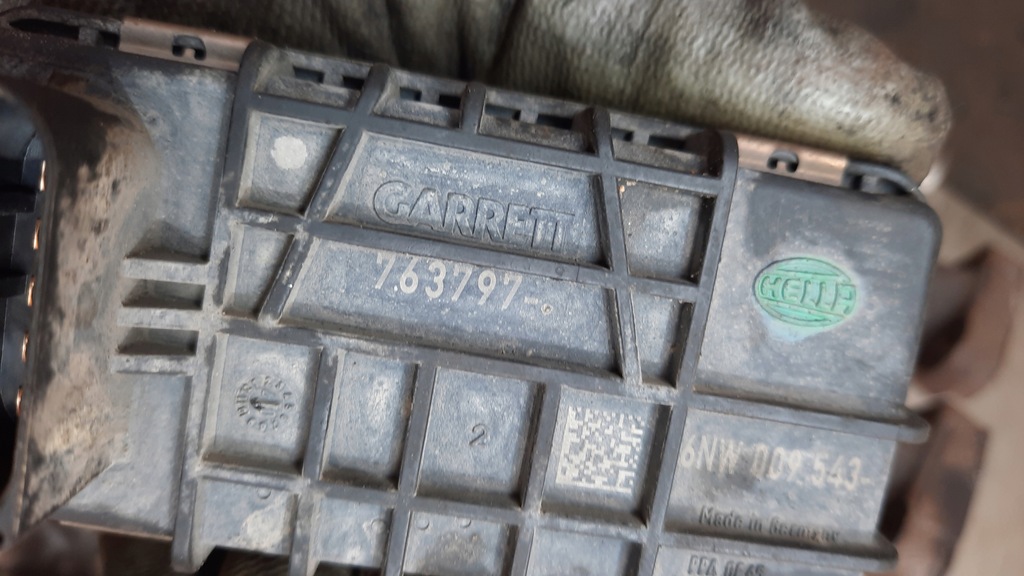 GARRETT
763797-
HELLA
2
6NW 009.543-
Made in Germany